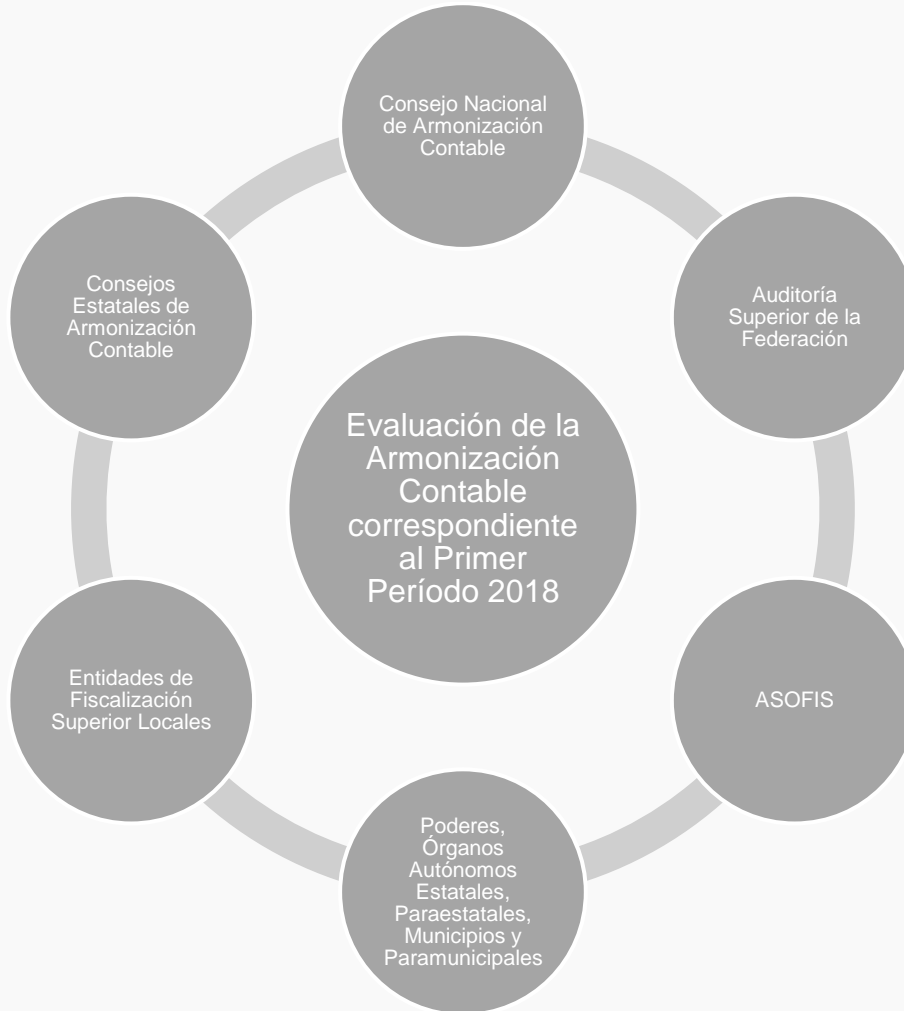 Consejo Nacional
de Armonización
Contable
Auditoría
Superior de la
Federación
ASOFIS
Poderes,
Órganos
Autónomos
Estatales,
Paraestatales,
Municipios y
Paramunicipales
Entidades de
Fiscalización
Superior Locales
Consejos
Estatales de
Armonización
Contable
Evaluación de la
Armonización
Contable
correspondiente
al Primer
Período 2018